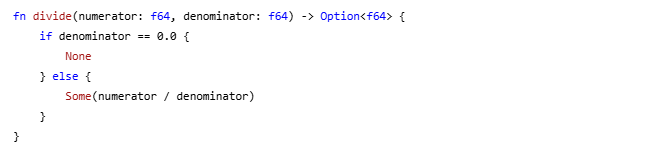 fn divide(numerator: f64, denominator: f64) -> Option<f64> {
    if denominator == 0.0 {
        None
    } else {
        Some(numerator / denominator)
    }
}